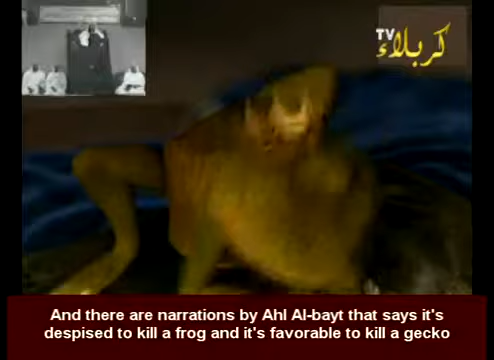 TV
كربلاء
And there are narrations by Ahl Al-bayt that says it's
despised to kill a frog and it's favorable to kill a gecko